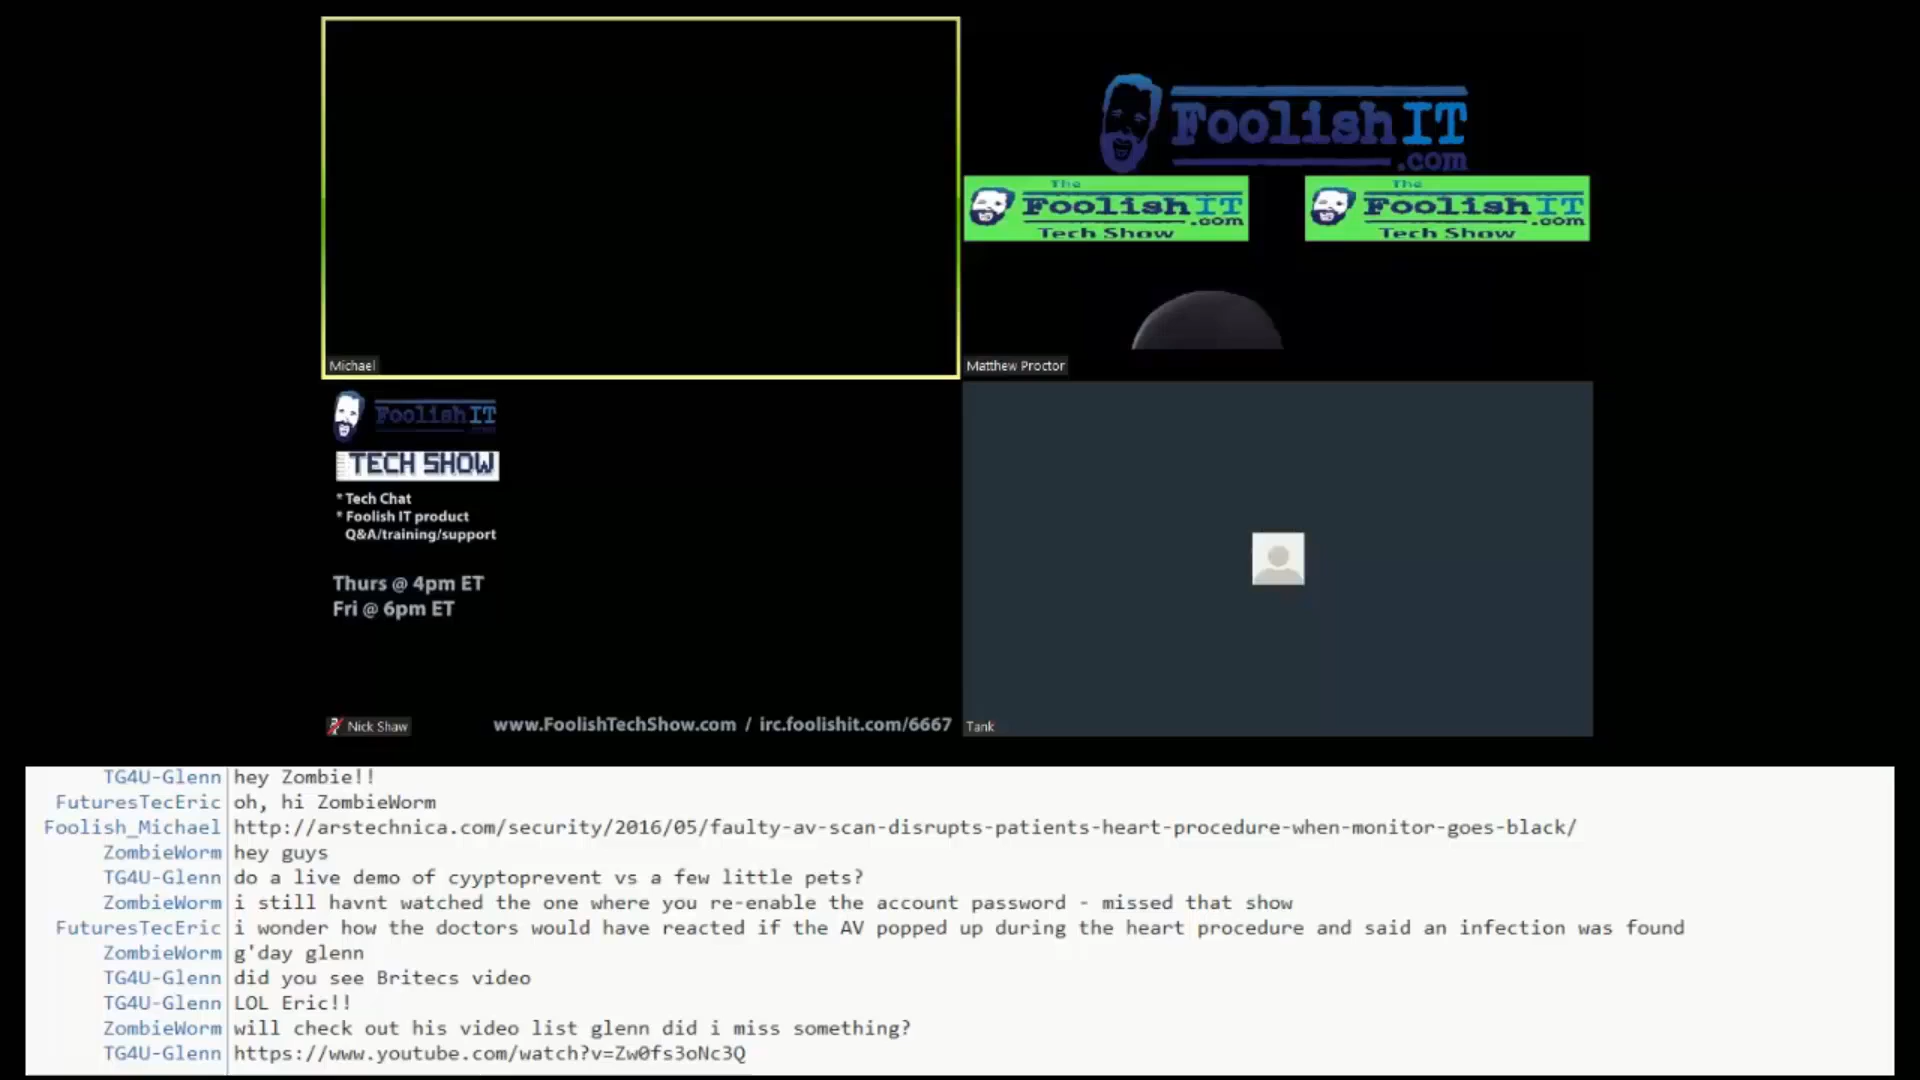 FoolishIT
.com
The
FoolishIT
.com
Tech Show
The
FoolishIT
.com
Tech Show
Michael
Matthew Proctor
FoolishIT
TECH SHOW
* Tech Chat
* Foolish IT product
Q&A/training/support
Thurs @ 4pm ET
Fri @ 6pm ET
Nick Shaw
www.FoolishTechShow.com / irc.foolishit.com/6667
Tank
TG4U-Glenn hey Zombie!!
FuturesTecEric oh, hi ZombieWorm
Foolish_Michael http://arstechnica.com/security/2016/05/faulty-av-scan-disrupts-patients-heart-procedure-when-monitor-goes-black/
ZombieWorm hey guys
TG4U-Glenn do a live demo of cyyptoprevent vs a few little pets?
ZombieWorm i still havnt watched the one where you re-enable the account password - missed that show
FuturesTecEric i wonder how the doctors would have reacted if the AV popped up during the heart procedure and said an infection was found
ZombieWorm g'day glenn
TG4U-Glenn did you see Britecs video
TG4U-Glenn LOL Eric!!
ZombieWorm will check out his video list glenn did i miss something?
TG4U-Glenn https://www.youtube.com/watch?v=Zw0fs3oNc3Q